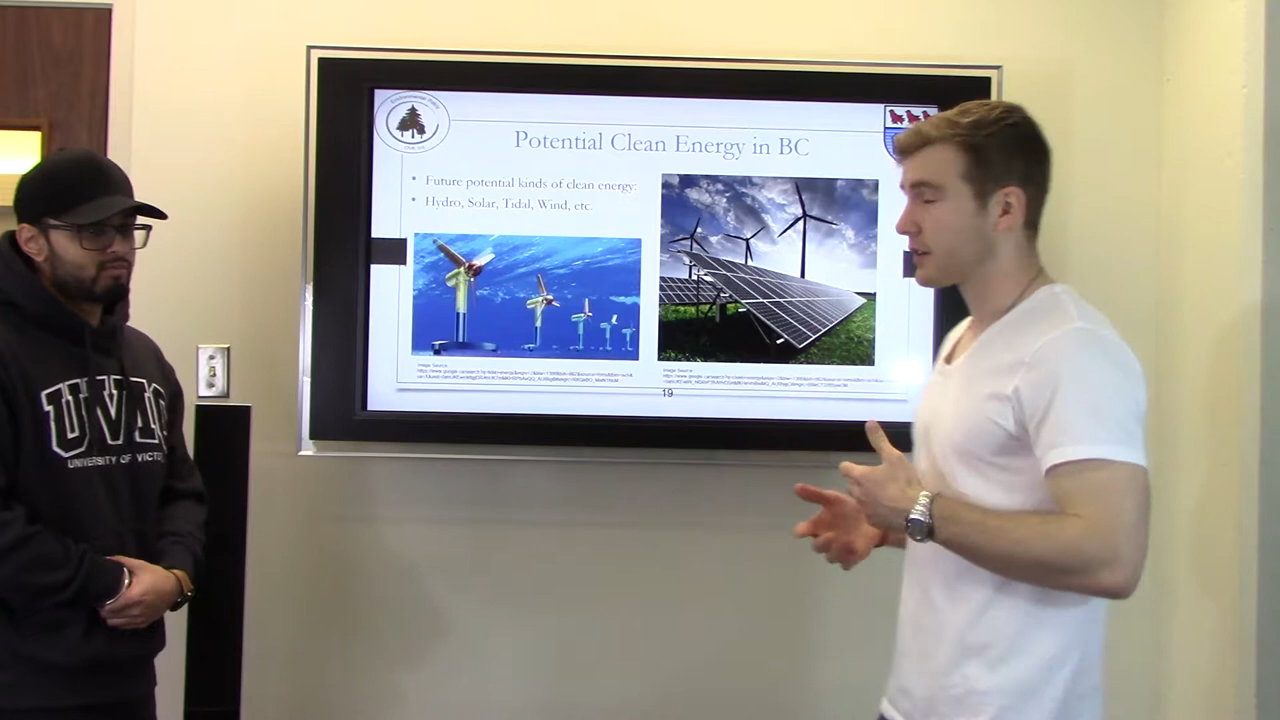 Potential Clean Energy in BC
• Future potential kinds of clean energy:
• Hydro, Solar, Tidal, Wind, etc.
Image Source:
Image Source:
19
UVIC
UNIVERSITY OF VICTO